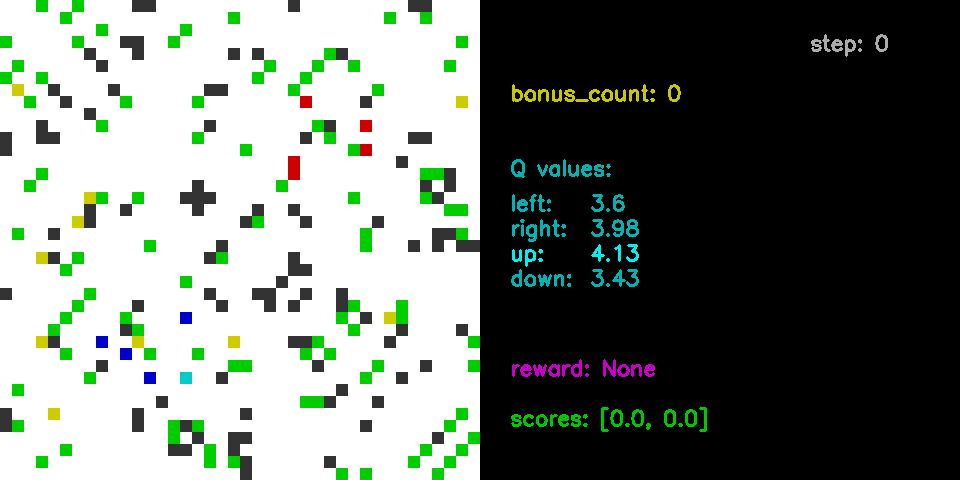 step: 0
bonus_count: 0
Q values:
left: 3.6
right: 3.98
up: 4.13
down: 3.43
reward: None
scores: [0.0, 0.0]